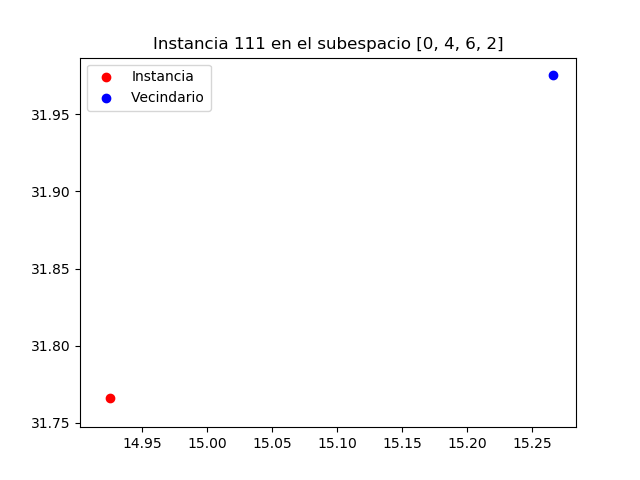 Instancia 111 en el subespacio [0, 4, 6, 2]
Instancia
Vecindario
31.95
31.90
31.85
31.80
31.75
14.95 15.00 15.05 15.10 15.15 15.20 15.25